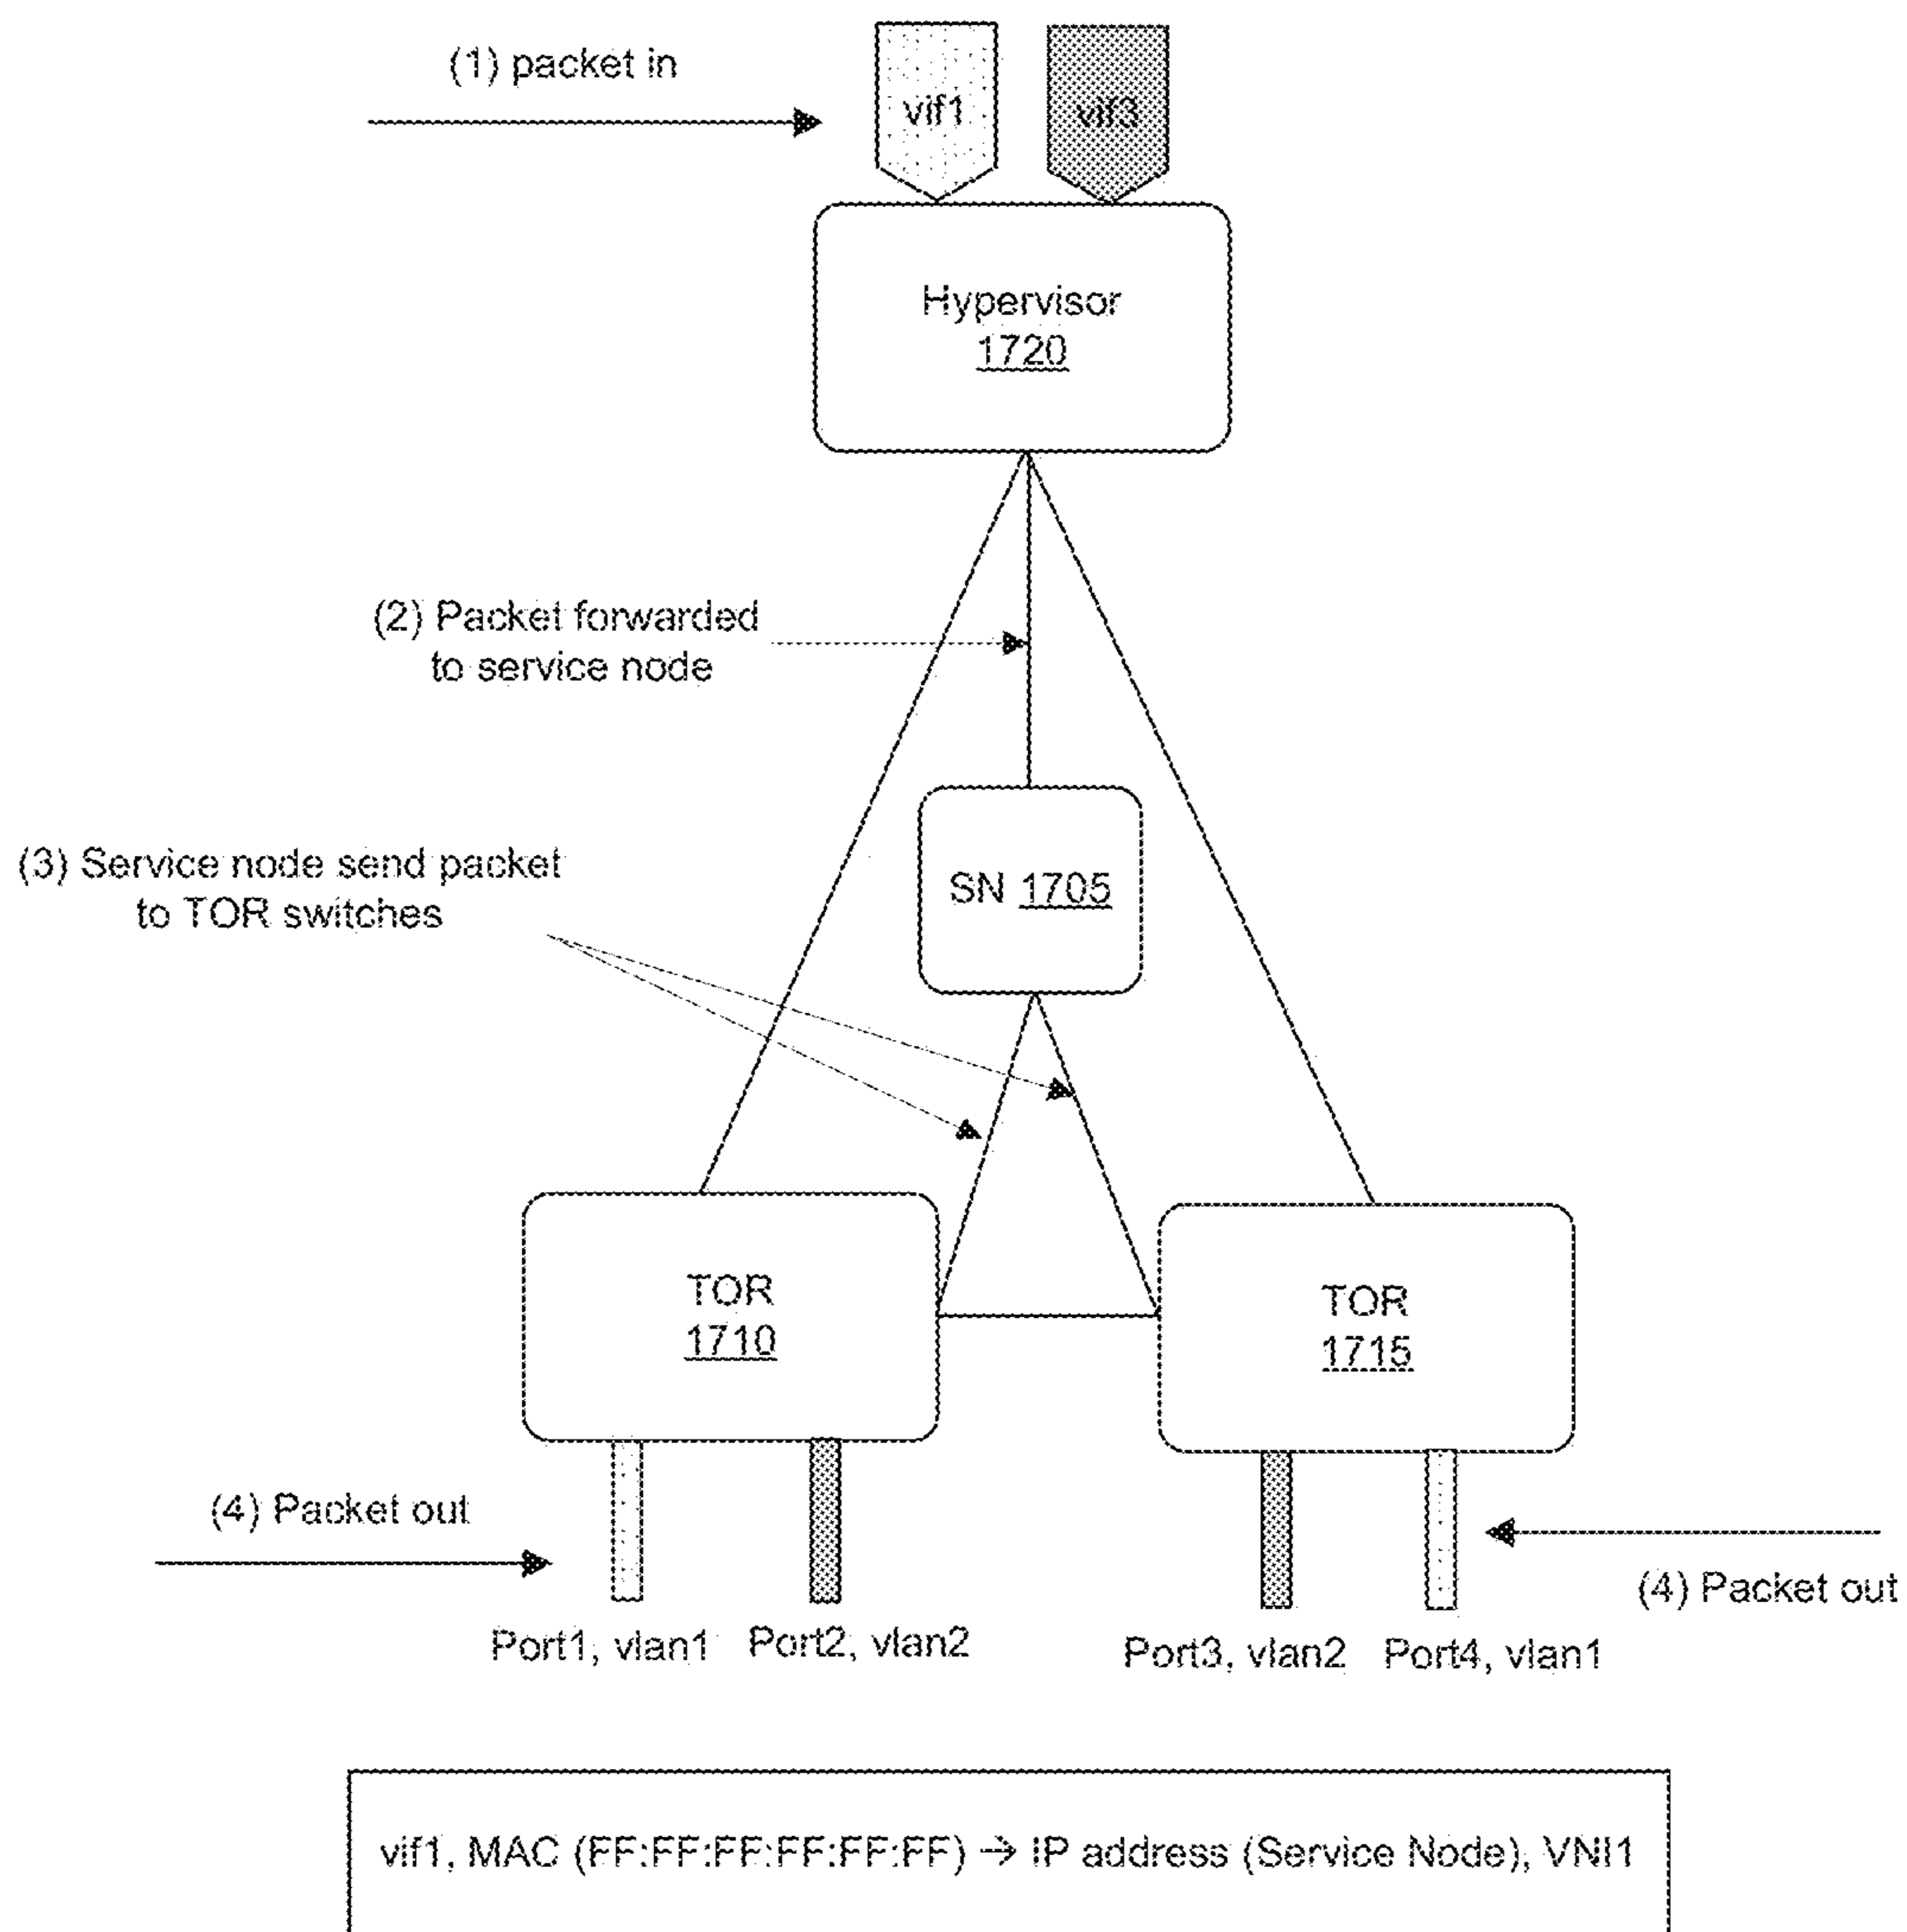 (1) packet in
vif1
vif3
Hypervisor
1720
(2) Packet forwarded
to service node
SN 1705
(3) Service node send packet
to TOR switches
TOR
1710
TOR
1715
(4) Packet out
(4) Packet out
Port1, vlan1
Port2, vlan2
Port3, vlan2
Port4, vlan1
vif1, MAC (FF:FF:FF:FF:FF:FF) → IP address (Service Node), VNI1